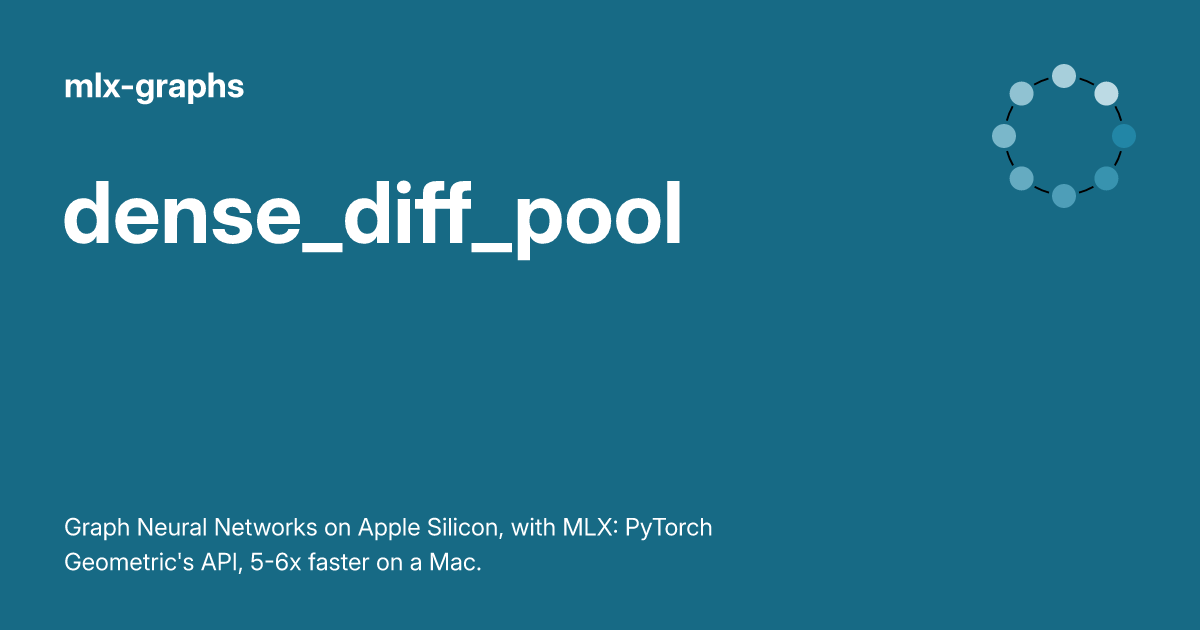 mlx-graphs
dense_diff_pool
Graph Neural Networks on Apple Silicon, with MLX: PyTorch
Geometric's API, 5-6x faster on a Mac.